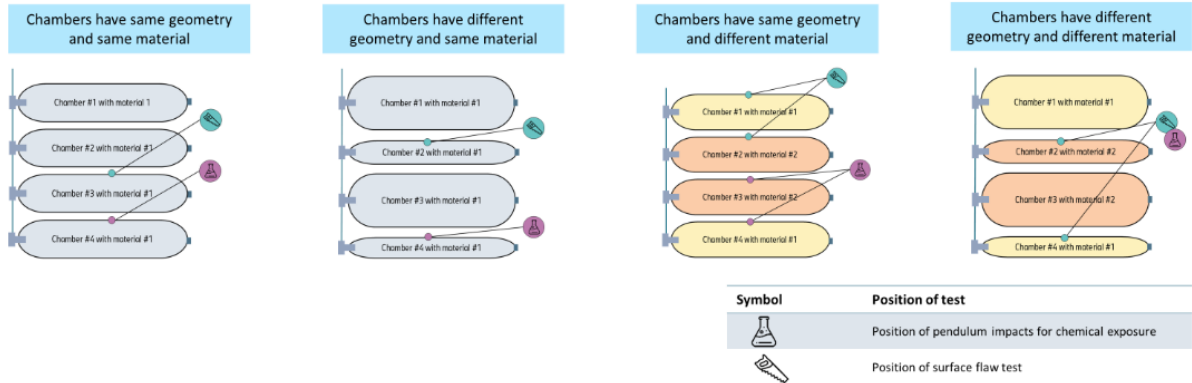 Chambers have same geometry
and same material
Chamber #1 with material 1
Chamber #2 with material #1
Chamber #3 with material #1
Chamber #4 with material #1
Chambers have different
geometry and same material
Chamber #1 with material #1
Chamber #2 with material #1
Chamber #3 with material #1
Chamber #4 with material #1
Chambers have same geometry
and different material
Chamber #1 with material #1
Chamber #2 with material #2
Chamber #3 with material #2
Chamber #4 with material #1
Chambers have different
geometry and different material
Chamber #1 with material #1
Chamber #2 with material #2
Chamber #3 with material #2
Chamber #4 with material #1
Symbol Position of test
Position of pendulum impacts for chemical exposure
Position of surface flaw test